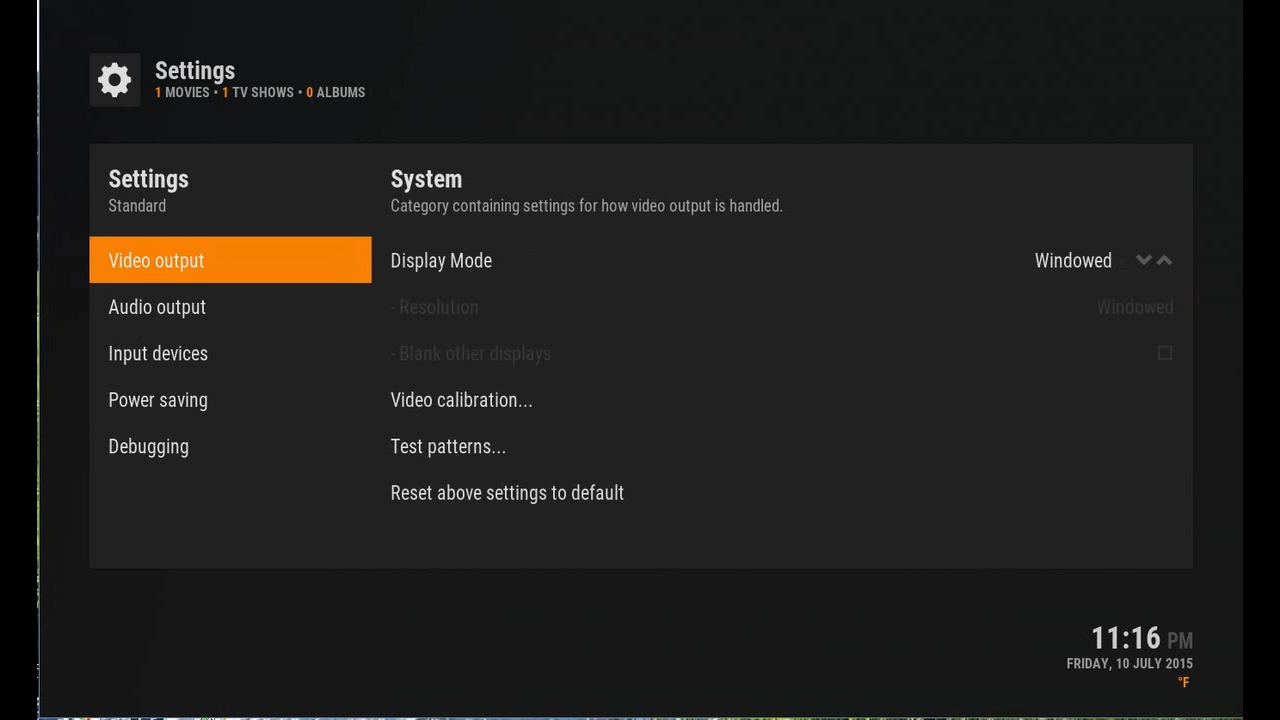 Settings
1 MOVIES • 1 TV SHOWS • 0 ALBUMS
Settings
Standard
Video output
Audio output
Input devices
Power saving
Debugging
System
Category containing settings for how video output is handled.
Display Mode Windowed
- Resolution Windowed
- Blank other displays
Video calibration...
Test patterns...
Reset above settings to default
11:16 PM
FRIDAY, 10 JULY 2015
°F